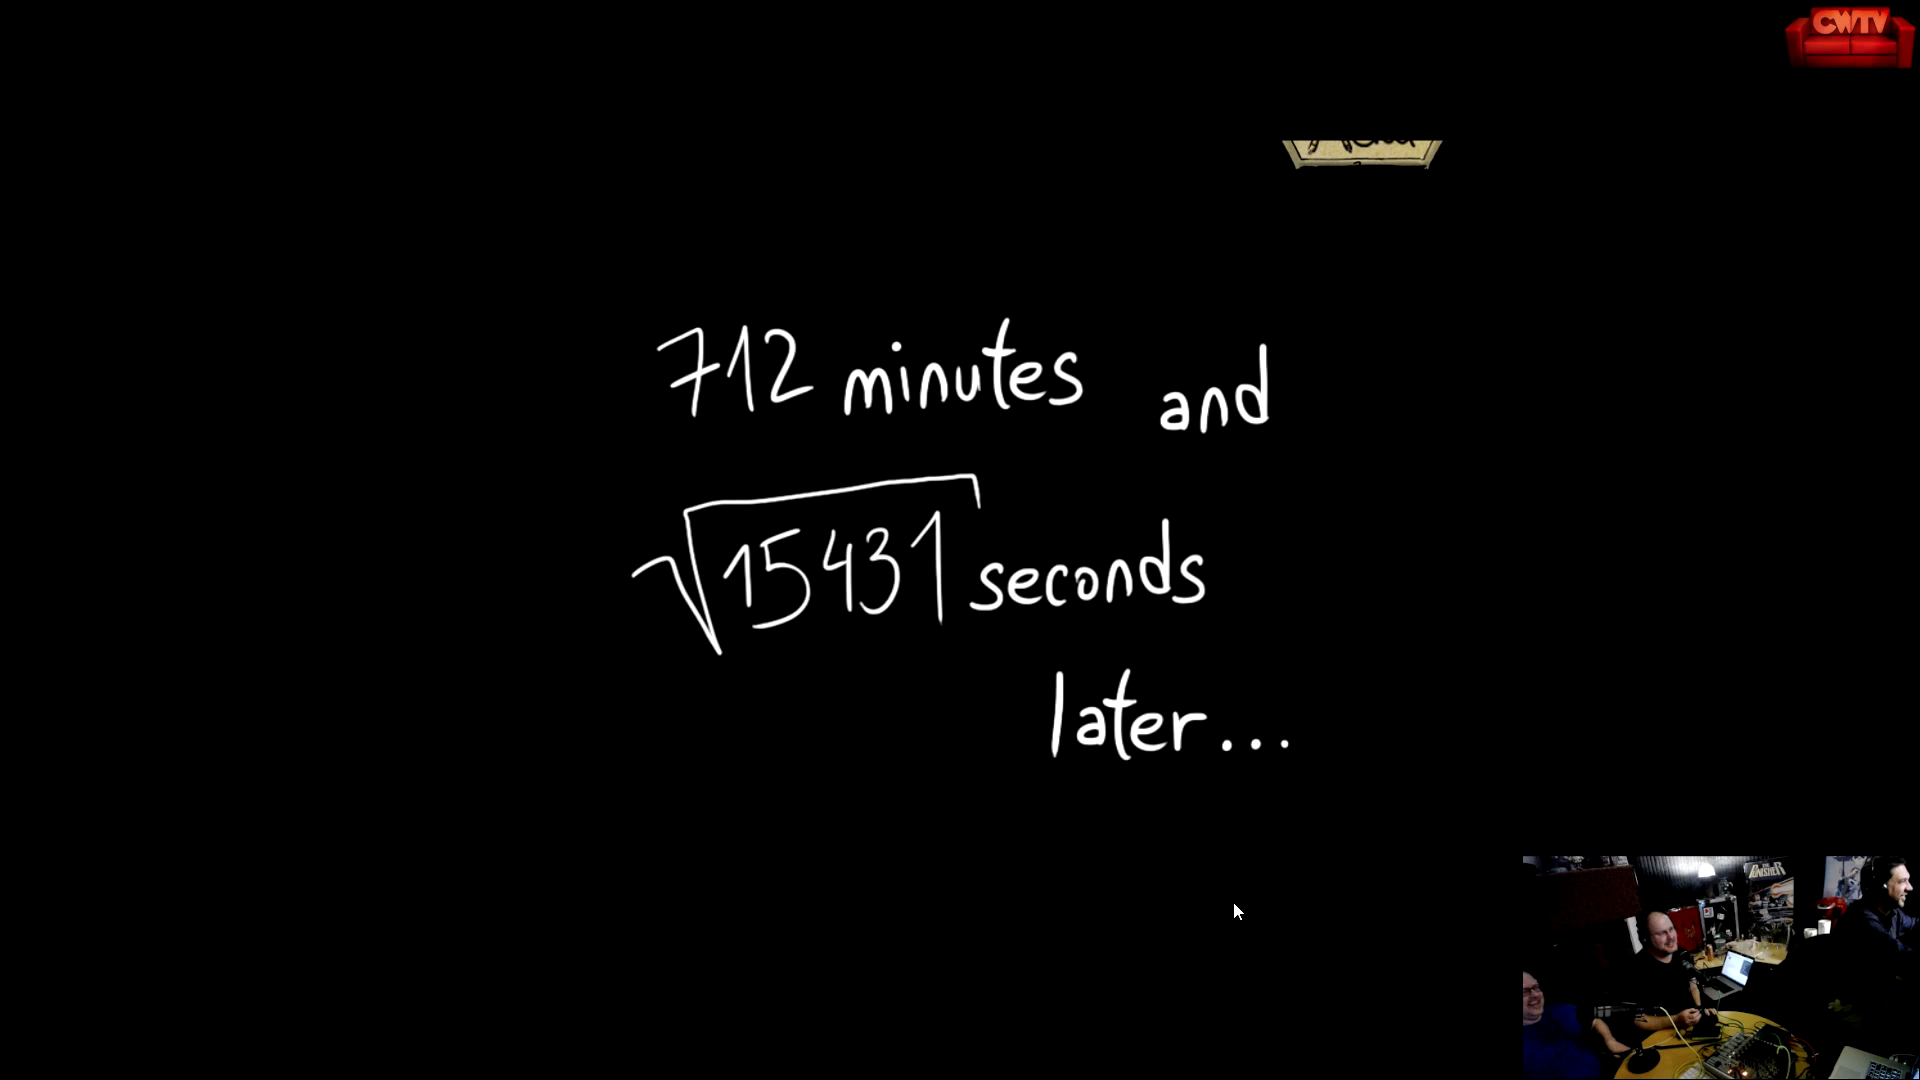 CWTV
712 minutes and
√15431 seconds
later...